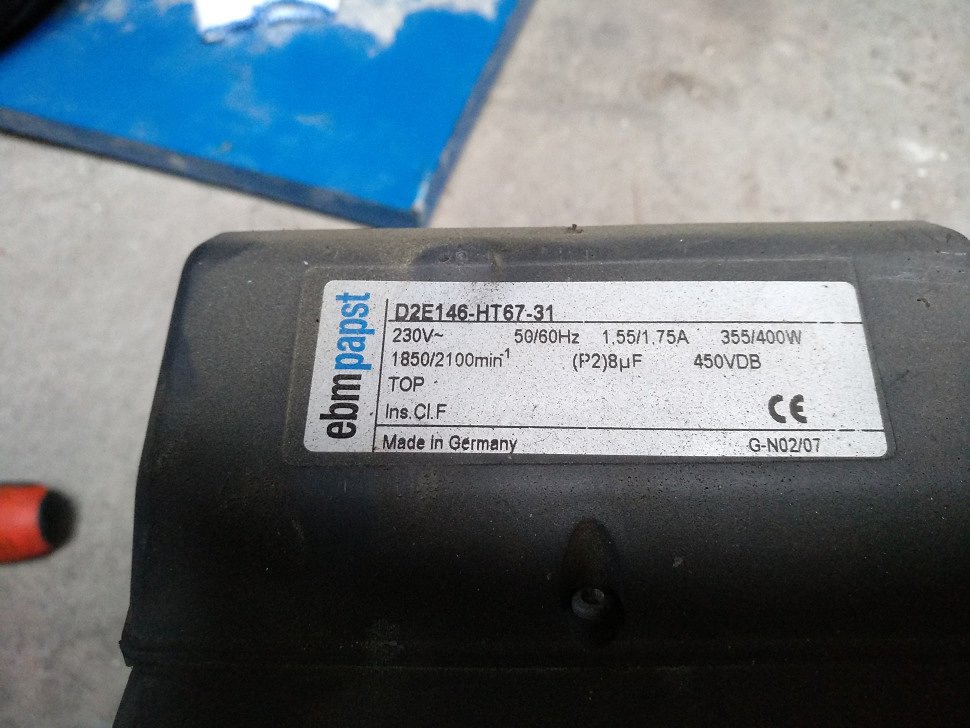 ebmpapst
D2E146-HT67-31
230V~ 50/60Hz 1,55/1,75A 355/400W
1850/2100min-1 (P2)8µF 450VDB
TOP
Ins.Cl.F CE
Made in Germany G-N02/07